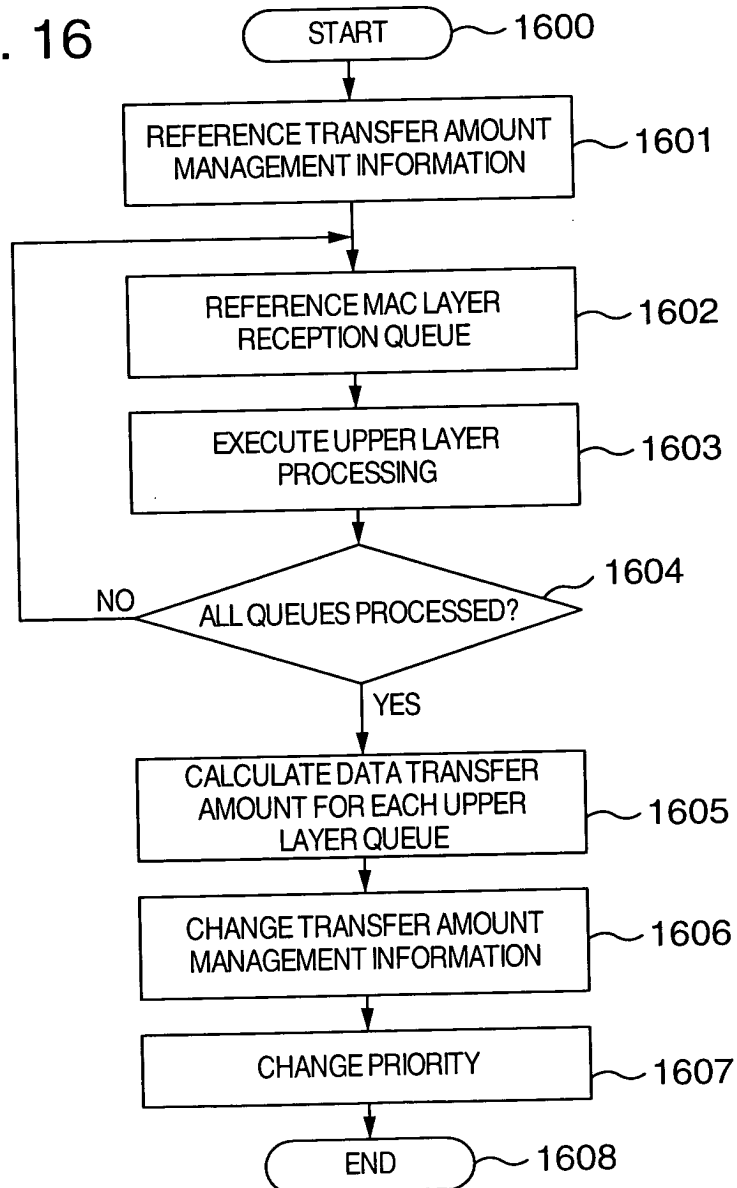 . 16
START
1600
REFERENCE TRANSFER AMOUNT
MANAGEMENT INFORMATION
1601
REFERENCE MAC LAYER
RECEPTION QUEUE
1602
EXECUTE UPPER LAYER
PROCESSING
1603
1604
NO
ALL QUEUES PROCESSED?
YES
CALCULATE DATA TRANSFER
AMOUNT FOR EACH UPPER
LAYER QUEUE
1605
CHANGE TRANSFER AMOUNT
MANAGEMENT INFORMATION
1606
CHANGE PRIORITY
1607
END
1608